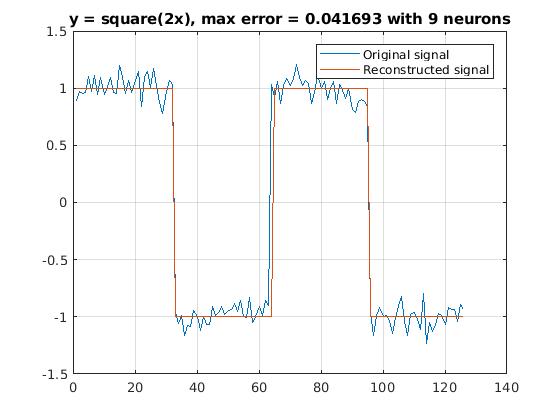 y = square(2x), max error = 0.041693 with 9 neurons
1.5
Original signal
Reconstructed signal
1
0.5
0
-0.5
-1
-1.5
0 20 40 60 80 100 120 140